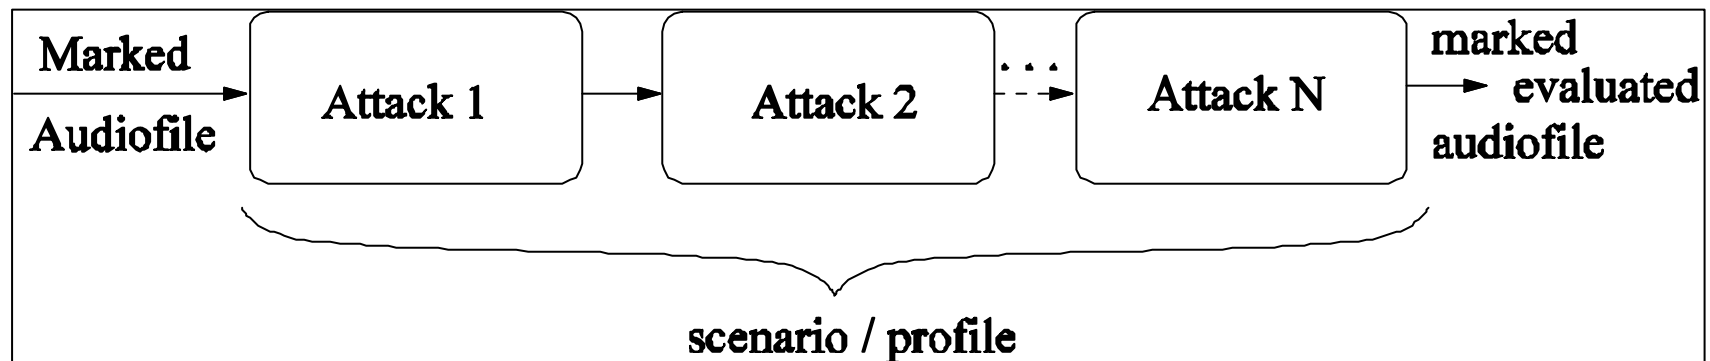 Marked
Audiofile
Attack 1
Attack 2
...
Attack N
marked
evaluated
audiofile
scenario / profile